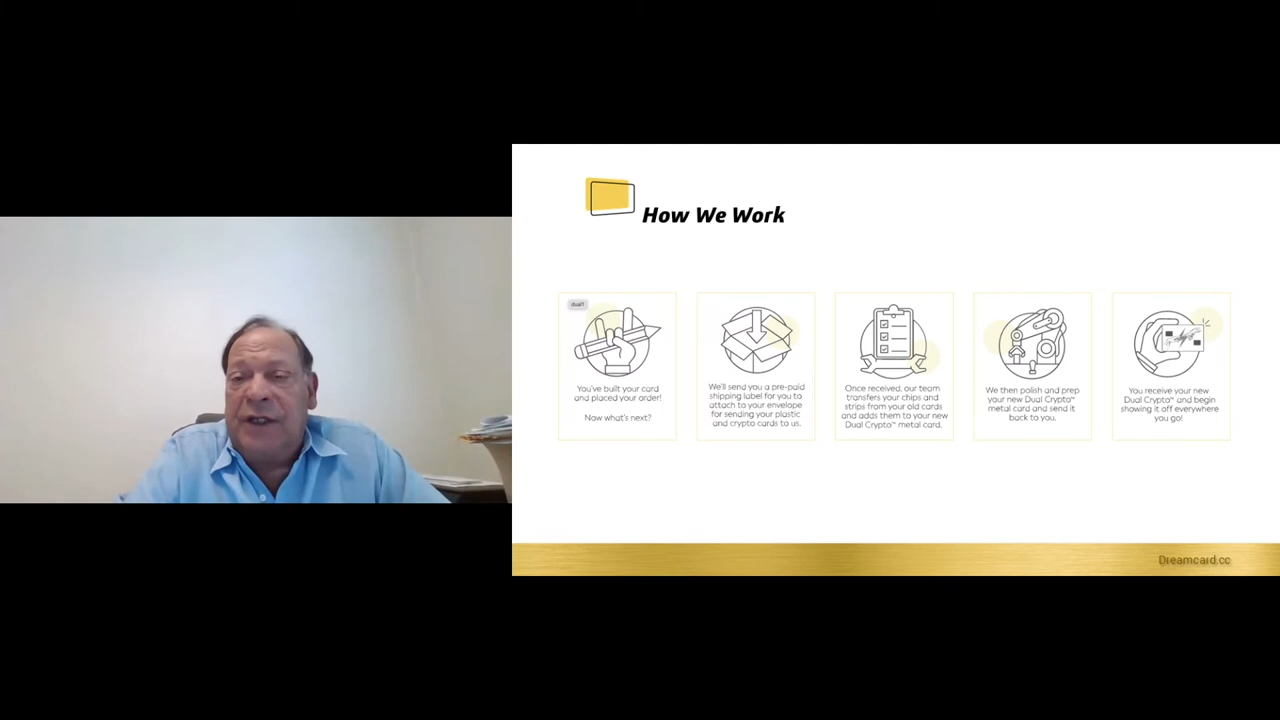 How We Work
dual1
You've built your card
and placed your order!
Now what's next?
We'll send you a pre-paid
shipping label for you to
attach to your envelope
for sending your plastic
and crypto cards to us.
Once received, our team
transfers your chips and
strips from your old cards
and adds them to your new
Dual Crypto™ metal card.
We then polish and prep
your new Dual Crypto™
metal card and send it
back to you.
You receive your new
Dual Crypto™ and begin
showing it off everywhere
you go!
Dreamcard.cc